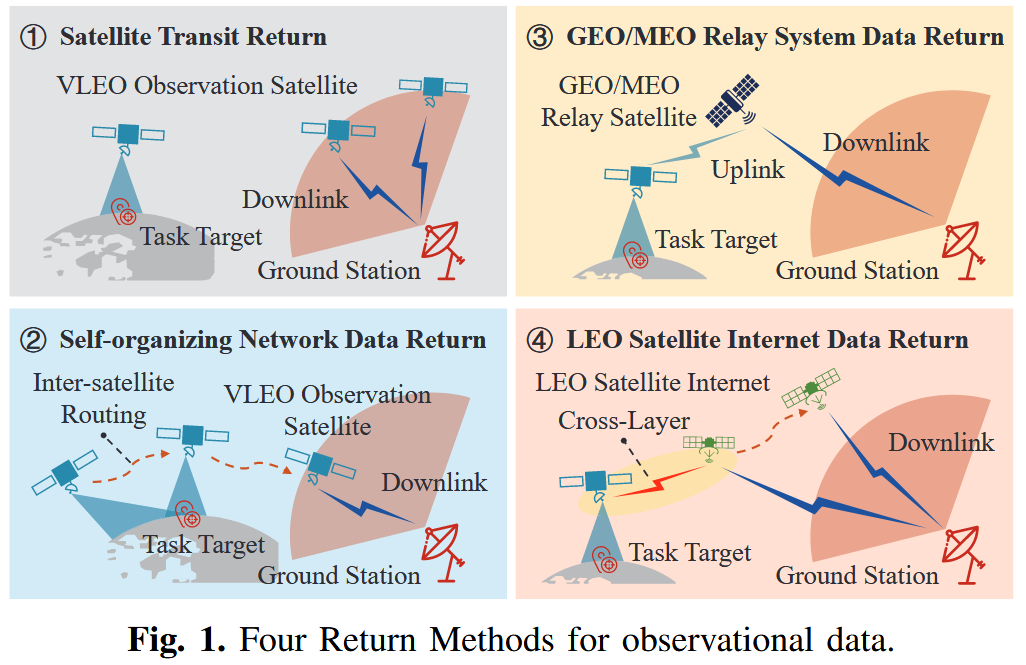 ① Satellite Transit Return
VLEO Observation Satellite
Downlink
Task Target
Ground Station
② Self-organizing Network Data Return
Inter-satellite
Routing
VLEO Observation
Satellite
Downlink
Task Target
Ground Station
③ GEO/MEO Relay System Data Return
GEO/MEO
Relay Satellite
Downlink
Uplink
Task Target
Ground Station
④ LEO Satellite Internet Data Return
LEO Satellite Internet
Cross-Layer
Downlink
Task Target
Ground Station
Fig. 1. Four Return Methods for observational data.